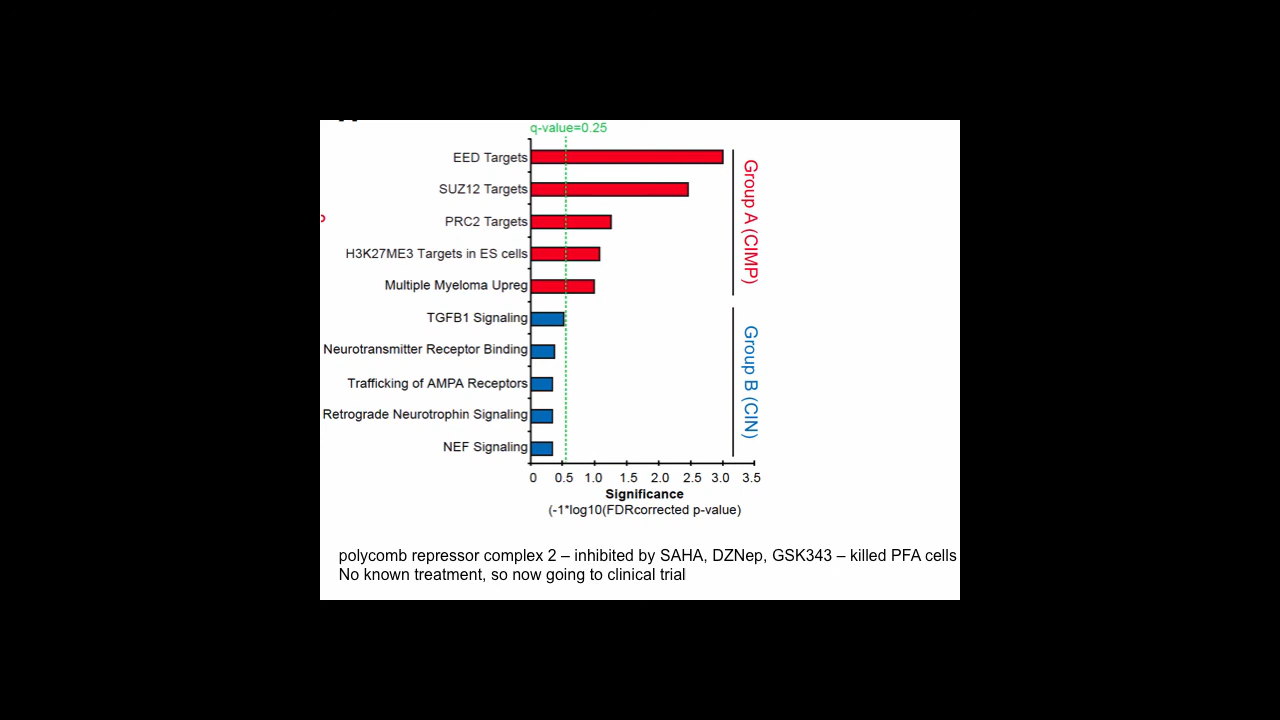 q-value=0.25
EED Targets
SUZ12 Targets
PRC2 Targets
H3K27ME3 Targets in ES cells
Multiple Myeloma Upreg
TGFB1 Signaling
Neurotransmitter Receptor Binding
Trafficking of AMPA Receptors
Retrograde Neurotrophin Signaling
NEF Signaling
Group A (CIMP)
Group B (CIN)
0 0.5 1.0 1.5 2.0 2.5 3.0 3.5
Significance
(-1*log10(FDRcorrected p-value)
polycomb repressor complex 2 – inhibited by SAHA, DZNep, GSK343 – killed PFA cells
No known treatment, so now going to clinical trial